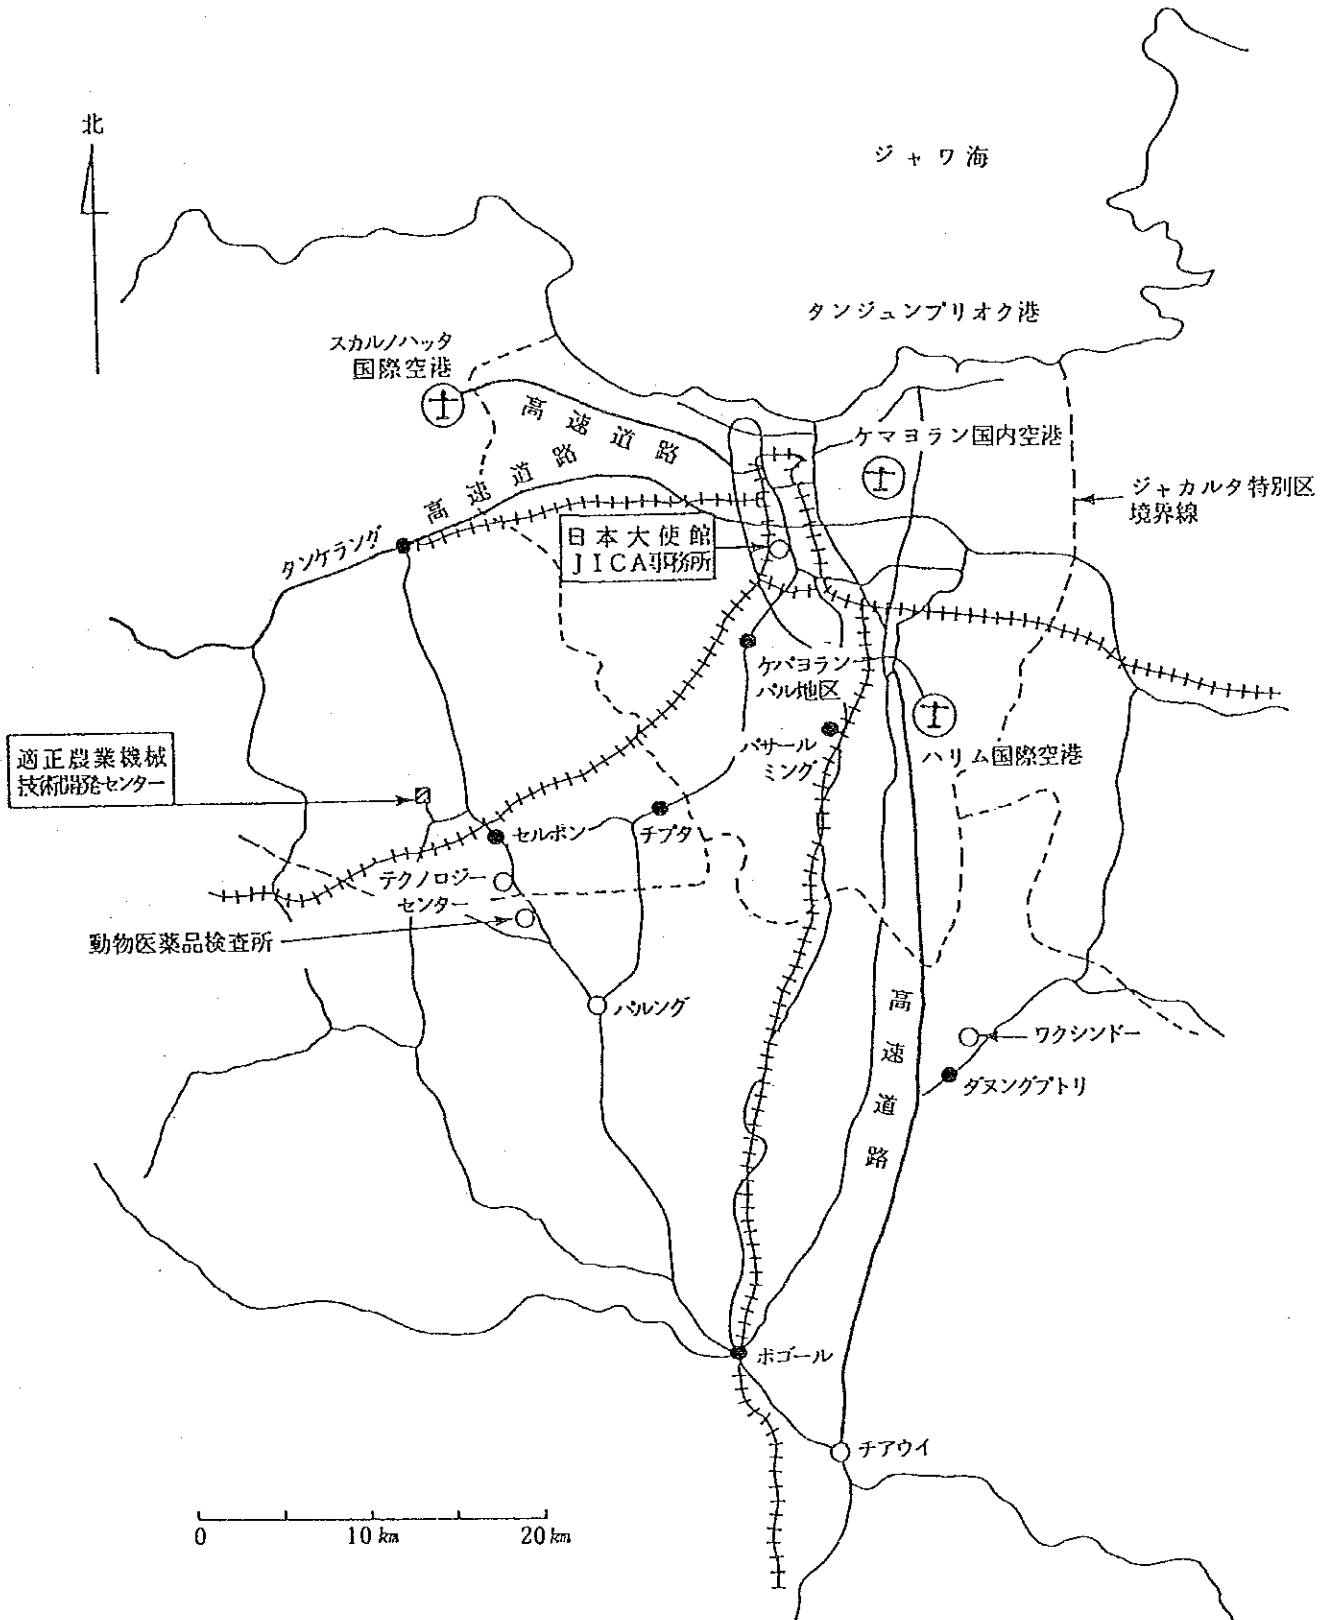 北
ジャワ海
タンジュンプリオク港
スカルノハッタ
国際空港
高速道路
高速道路
ケマヨラン国内空港
ジャカルタ特別区
境界線
タンケラング
日本大使館
JICA事務所
ケバヨラン
バル地区
パサール
ミング
ハリム国際空港
適正農業機械
技術開発センター
セルポン
チプタ
テクノロジー
センター
動物医薬品検査所
パルング
高速道路
ワクシンドー
グヌングプトリ
ボゴール
チアウイ
0
10km
20km